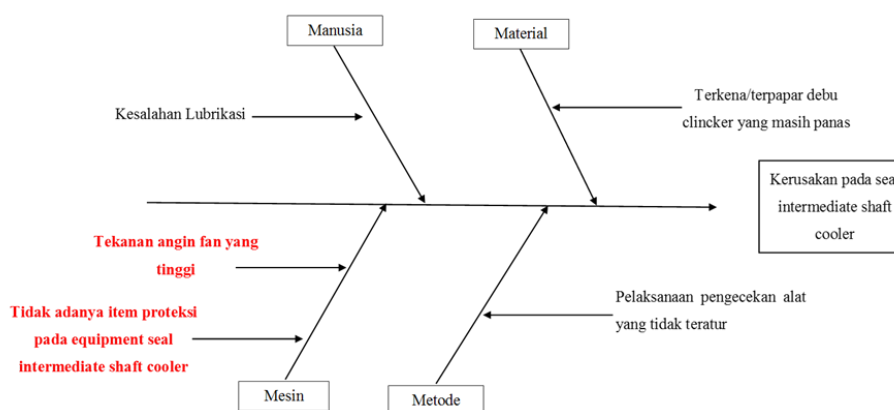 Manusia
Material
Kesalahan Lubrikasi
Terkena/terpapar debu
clincker yang masih panas
Kerusakan pada sea
intermediate shaft
cooler
Tekanan angin fan yang
tinggi
Tidak adanya item proteksi
pada equipment seal
intermediate shaft cooler
Pelaksanaan pengecekan alat
yang tidak teratur
Mesin
Metode